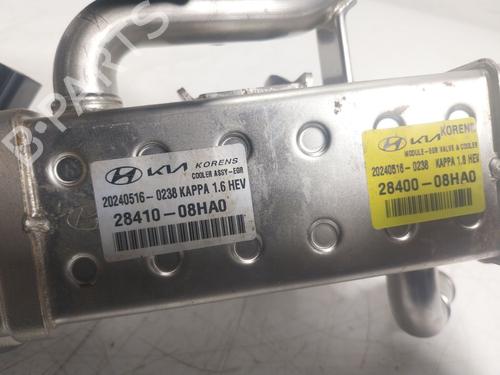 B-PARTS
KIA KORENS
COOLER ASSY-EGR
20240516-0238 KAPPA 1.6 HEV
28410-08HA0
KIA KORENS
MODULE-EGR VALVE & COOLER
20240516-0238 KAPPA 1.6 HEV
28400-08HA0